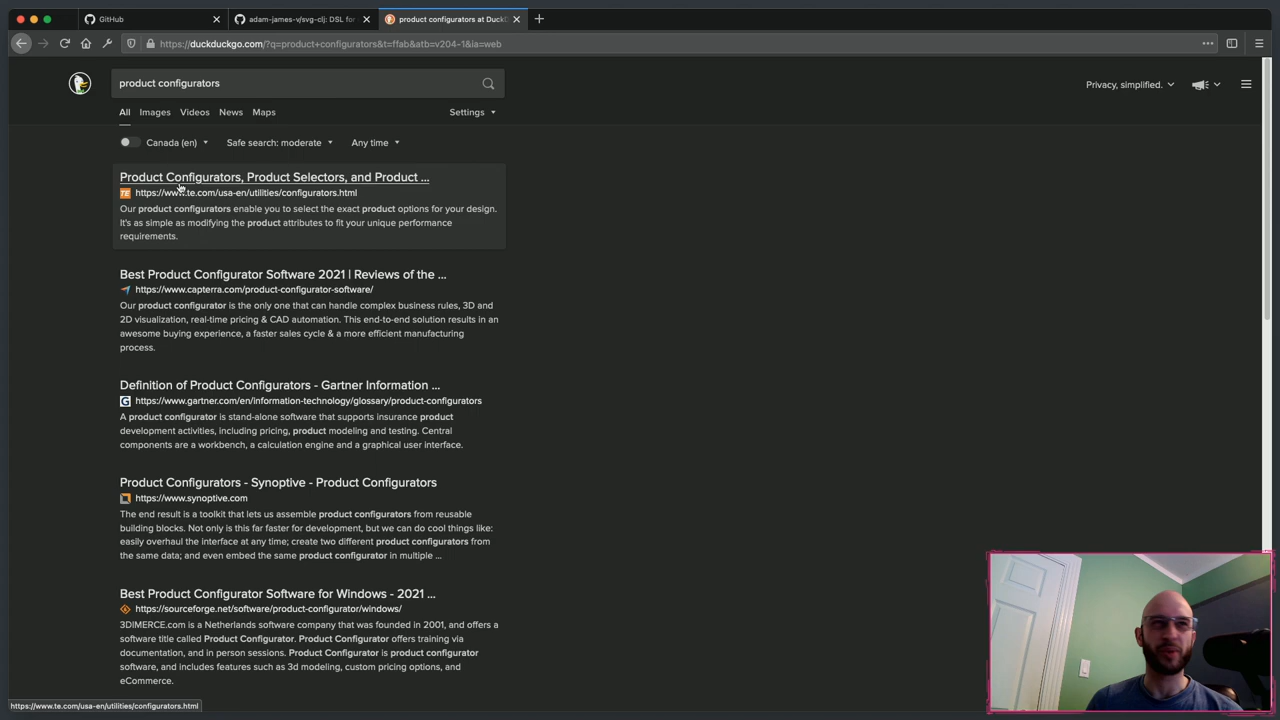 GitHub
adam-james-v/svg-clj: DSL for
product configurators at DuckD
https://duckduckgo.com/?q=product+configurators&t=ffab&atb=v204-1&ia=web
product configurators
Privacy, simplified.
All Images Videos News Maps Settings
Canada (en) Safe search: moderate Any time
Product Configurators, Product Selectors, and Product ...
TE https://www.te.com/usa-en/utilities/configurators.html
Our product configurators enable you to select the exact product options for your design.
It's as simple as modifying the product attributes to fit your unique performance
requirements.
Best Product Configurator Software 2021 | Reviews of the ...
https://www.capterra.com/product-configurator-software/
Our product configurator is the only one that can handle complex business rules, 3D and
2D visualization, real-time pricing & CAD automation. This end-to-end solution results in an
awesome buying experience, a faster sales cycle & a more efficient manufacturing
process.
Definition of Product Configurators - Gartner Information ...
G https://www.gartner.com/en/information-technology/glossary/product-configurators
A product configurator is stand-alone software that supports insurance product
development activities, including pricing, product modeling and testing. Central
components are a workbench, a calculation engine and a graphical user interface.
Product Configurators - Synoptive - Product Configurators
https://www.synoptive.com
The end result is a toolkit that lets us assemble product configurators from reusable
building blocks. Not only is this far faster for development, but we can do cool things like:
easily overhaul the interface at any time; create two different product configurators from
the same data; and even embed the same product configurator in multiple ...
Best Product Configurator Software for Windows - 2021 ...
https://sourceforge.net/software/product-configurator/windows/
3DIMERCE.com is a Netherlands software company that was founded in 2001, and offers a
software title called Product Configurator. Product Configurator offers training via
documentation, and in person sessions. Product Configurator is product configurator
software, and includes features such as 3d modeling, custom pricing options, and
eCommerce.
https://www.te.com/usa-en/utilities/configurators.html